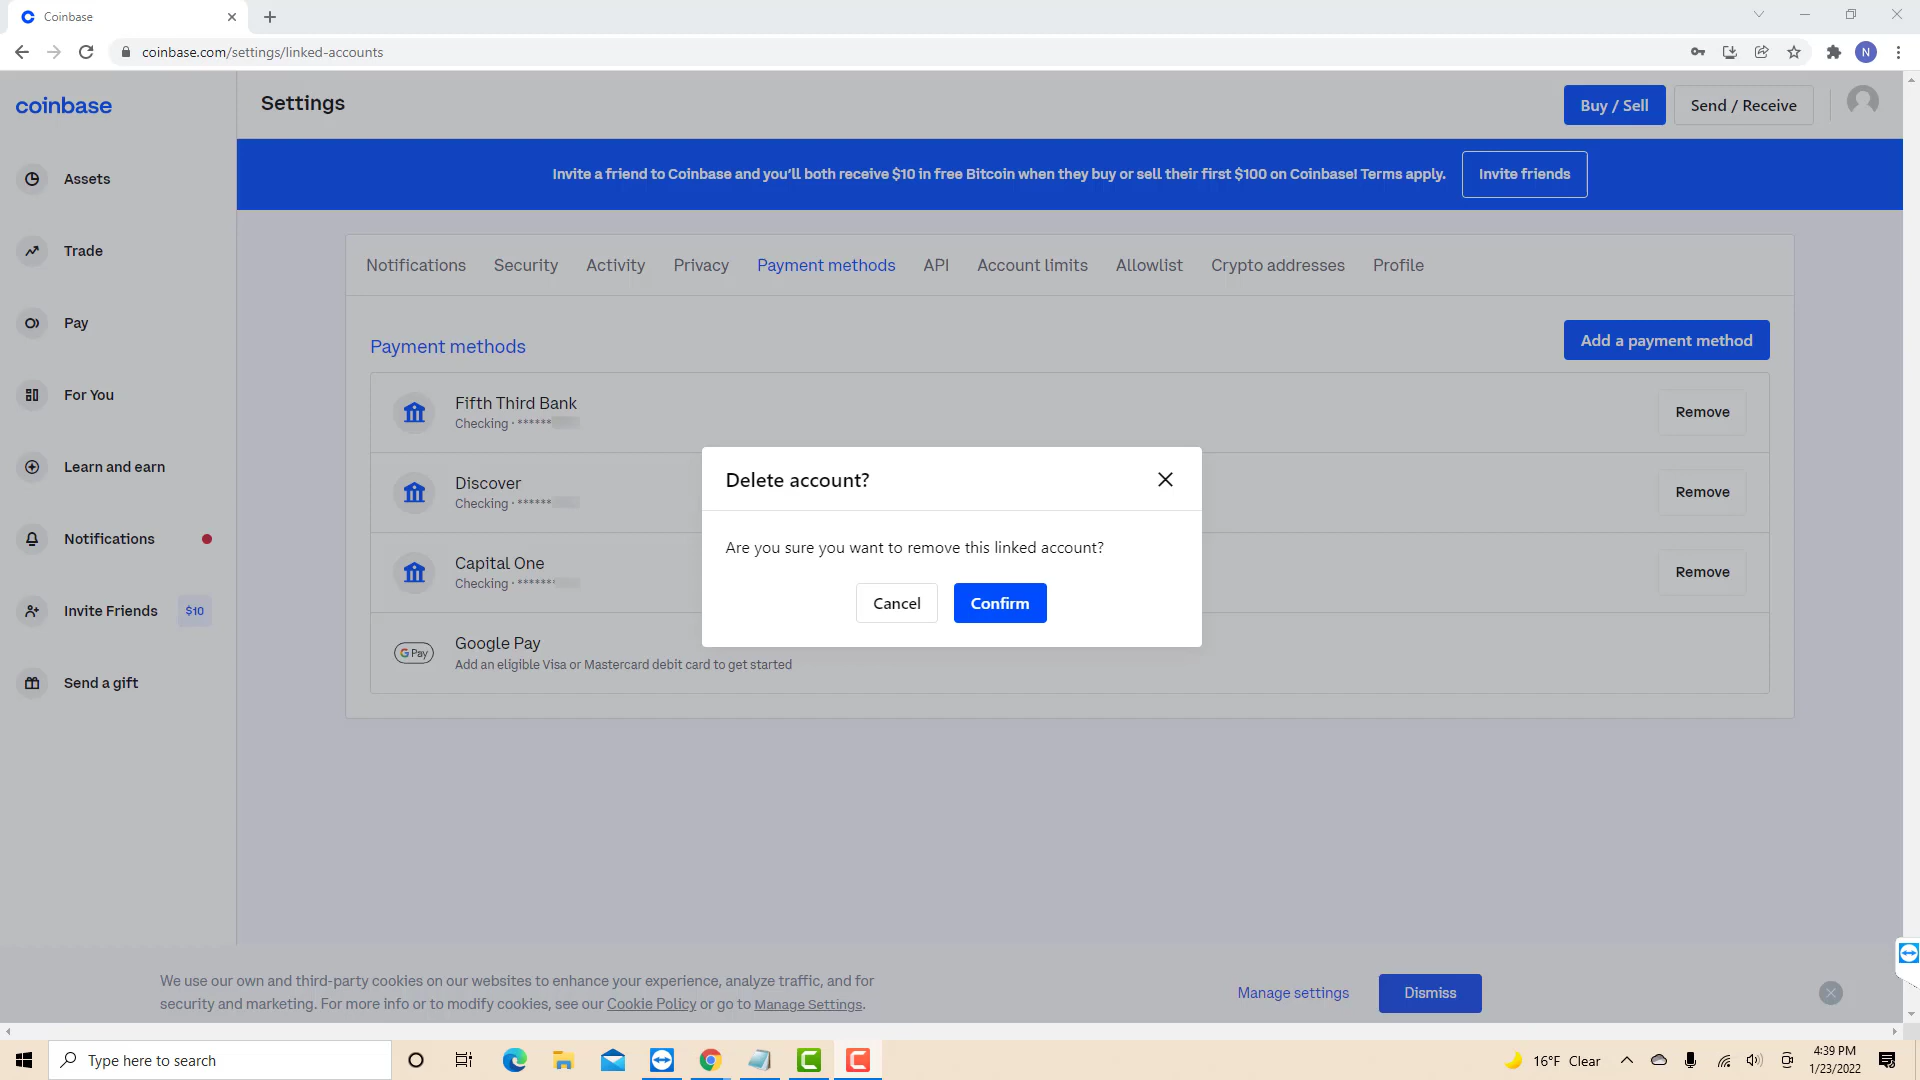 Coinbase
coinbase.com/settings/linked-accounts
N
coinbase
Settings
Buy / Sell
Send / Receive
Invite a friend to Coinbase and you'll both receive $10 in free Bitcoin when they buy or sell their first $100 on Coinbase! Terms apply.
Invite friends
Assets
Trade
Pay
For You
Learn and earn
Notifications
Invite Friends $10
Send a gift
Notifications Security Activity Privacy Payment methods API Account limits Allowlist Crypto addresses Profile
Payment methods
Add a payment method
Fifth Third Bank
Checking · ******
Remove
Discover
Checking · ******
Remove
Capital One
Checking · ******
Remove
G Pay
Google Pay
Add an eligible Visa or Mastercard debit card to get started
Delete account?
Are you sure you want to remove this linked account?
Cancel
Confirm
We use our own and third-party cookies on our websites to enhance your experience, analyze traffic, and for
security and marketing. For more info or to modify cookies, see our Cookie Policy or go to Manage Settings.
Manage settings
Dismiss
Type here to search
16°F Clear
4:39 PM
1/23/2022